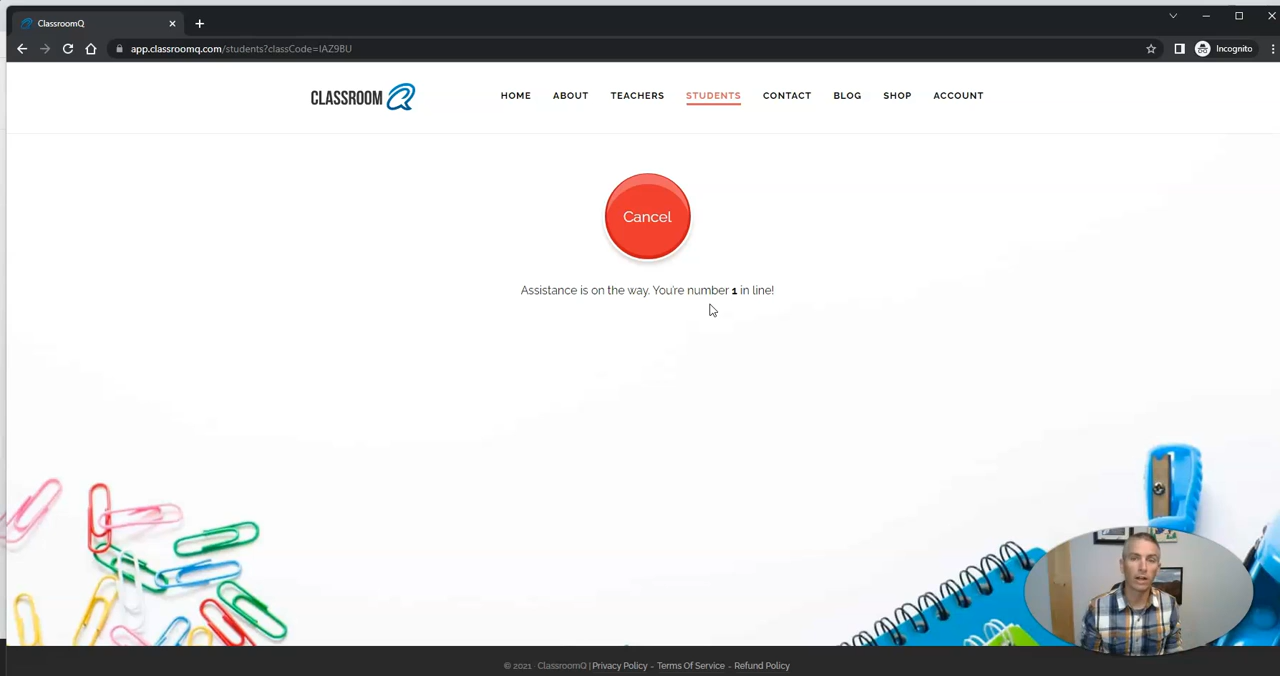 ClassroomQ
app.classroomq.com/students?classCode=IAZ9BU
Incognito
CLASSROOM Q
HOME ABOUT TEACHERS STUDENTS CONTACT BLOG SHOP ACCOUNT
Cancel
Assistance is on the way. You're number 1 in line!
© 2021 · ClassroomQ | Privacy Policy - Terms Of Service - Refund Policy